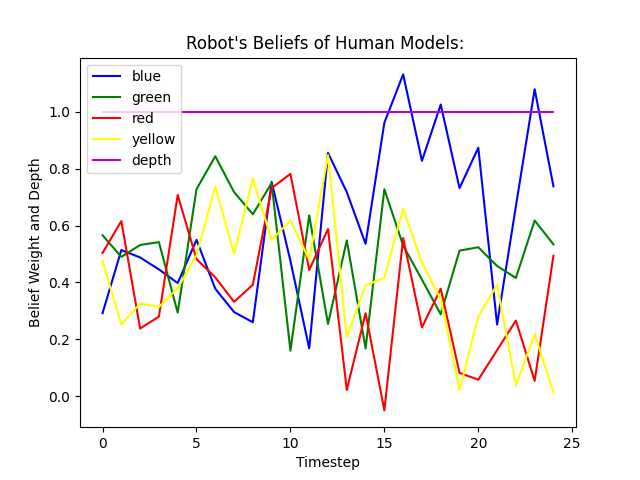 Robot's Beliefs of Human Models:
blue
green
red
yellow
depth
1.0
0.8
0.6
0.4
0.2
0.0
Belief Weight and Depth
0 5 10 15 20 25
Timestep